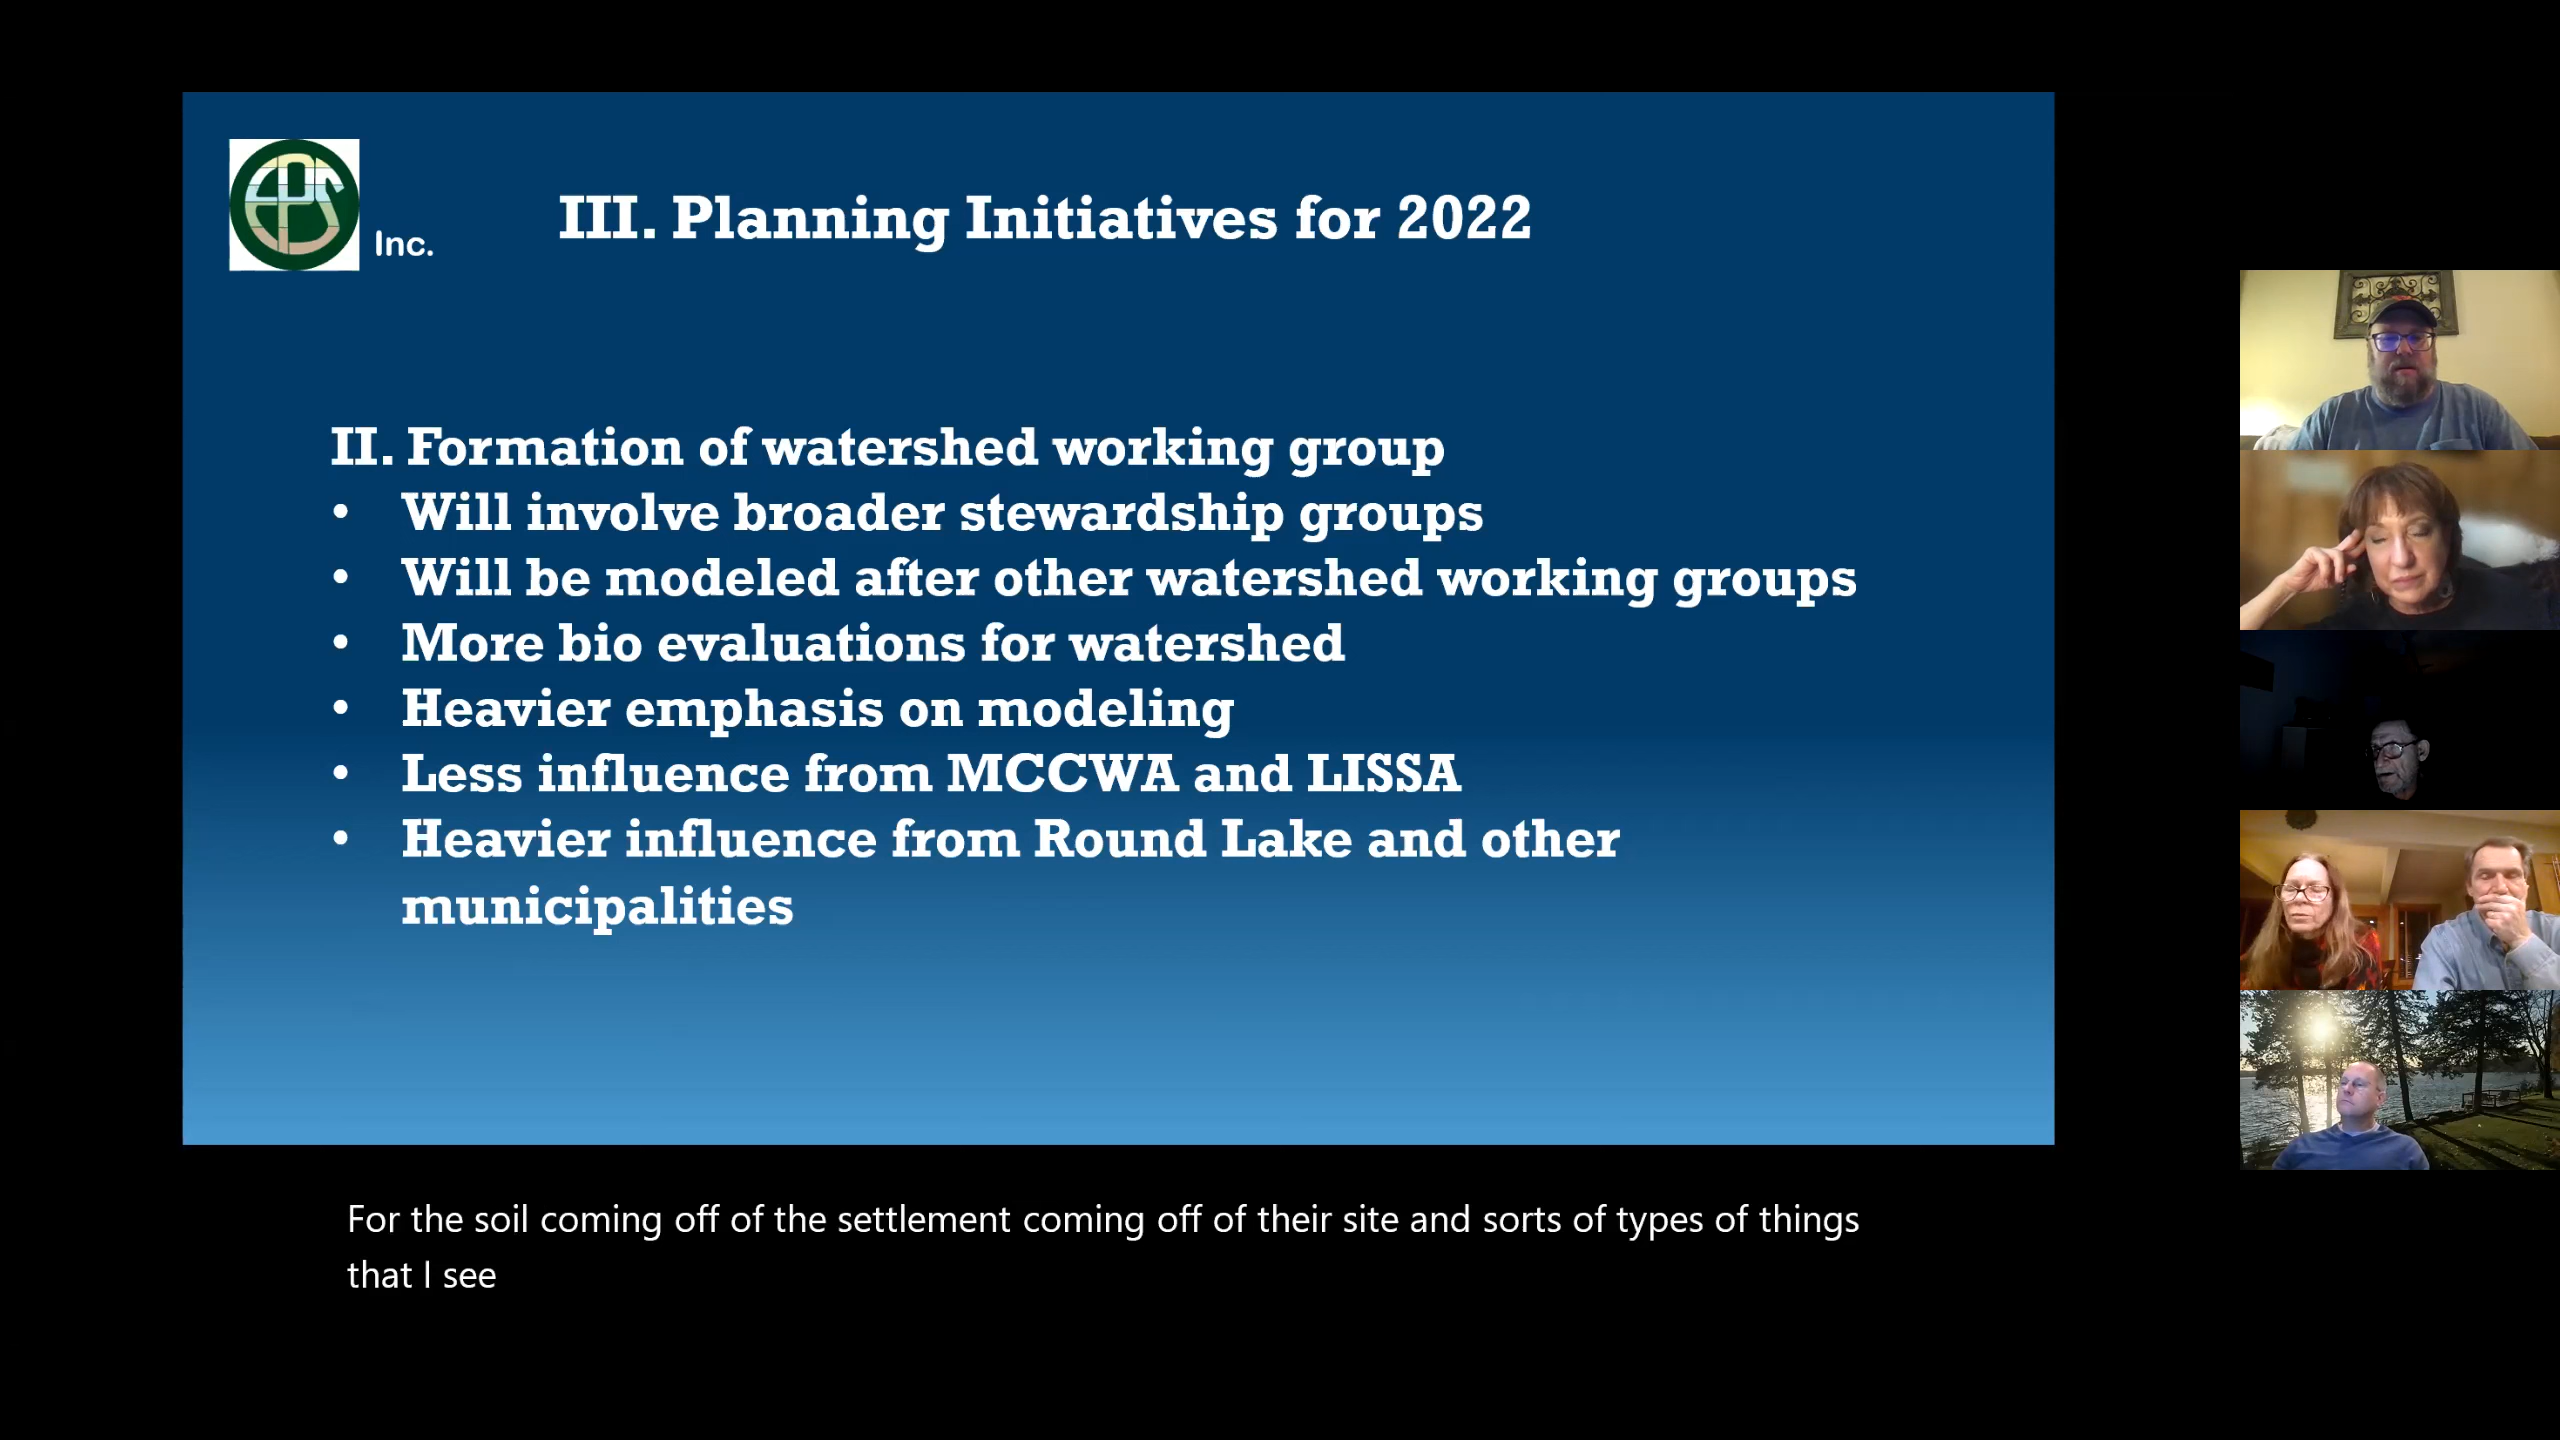 EPS
Inc.
III. Planning Initiatives for 2022
II. Formation of watershed working group
• Will involve broader stewardship groups
• Will be modeled after other watershed working groups
• More bio evaluations for watershed
• Heavier emphasis on modeling
• Less influence from MCCWA and LISSA
• Heavier influence from Round Lake and other
municipalities
For the soil coming off of the settlement coming off of their site and sorts of types of things
that I see